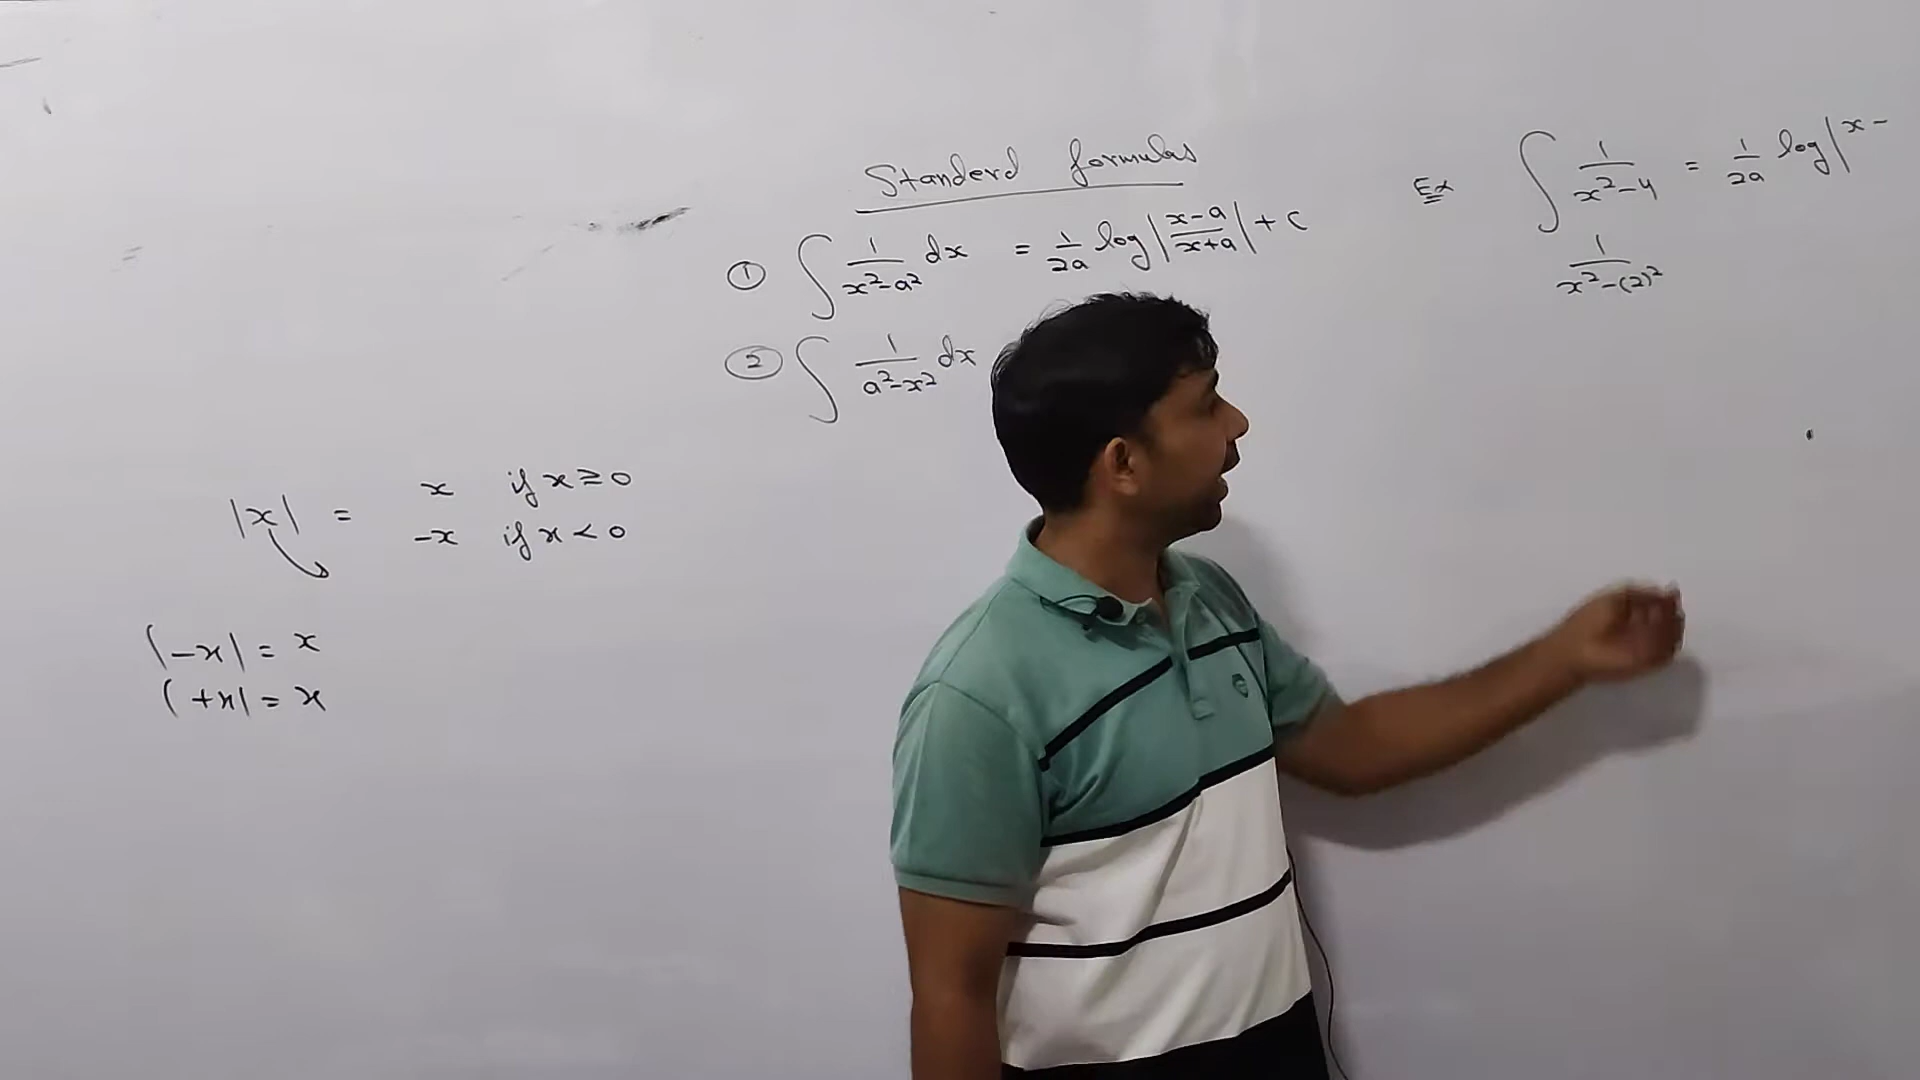 Standerd formulas
① ∫ 1/(x²-a²) dx = 1/2a log|(x-a)/(x+a)| + c
② ∫ 1/(a²-x²) dx
Ex ∫ 1/(x²-4) = 1/2a log|x-
1/(x²-(2)²)
|x| = x if x ≥ 0
-x if x < 0
|-x| = x
(+x| = x